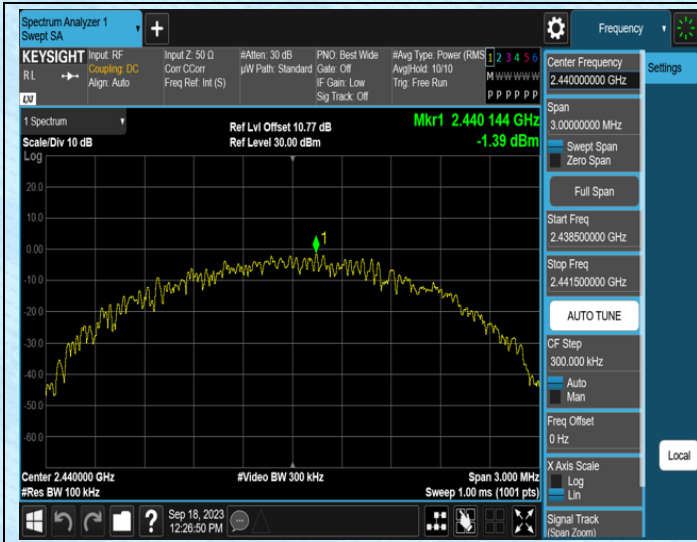 Spectrum Analyzer 1
Swept SA
Frequency
KEYSIGHT
RL
LXI
Input: RF
Coupling: DC
Align: Auto
Input Z: 50 Ω
Corr CCorr
Freq Ref: Int (S)
#Atten: 30 dB
µW Path: Standard
PNO: Best Wide
Gate: Off
IF Gain: Low
Sig Track: Off
#Avg Type: Power (RMS
Avg|Hold: 10/10
Trig: Free Run
1 2 3 4 5 6
M W W W W W
P P P P P P
1 Spectrum
Scale/Div 10 dB
Log
Ref Lvl Offset 10.77 dB
Ref Level 30.00 dBm
Mkr1 2.440 144 GHz
-1.39 dBm
20.0
10.0
0.00
-10.0
-20.0
-30.0
-40.0
-50.0
-60.0
1
Center 2.440000 GHz
#Res BW 100 kHz
#Video BW 300 kHz
Span 3.000 MHz
Sweep 1.00 ms (1001 pts)
?
Sep 18, 2023
12:26:50 PM
Center Frequency
2.440000000 GHz
Span
3.00000000 MHz
Swept Span
Zero Span
Full Span
Start Freq
2.438500000 GHz
Stop Freq
2.441500000 GHz
AUTO TUNE
CF Step
300.000 kHz
Auto
Man
Freq Offset
0 Hz
X Axis Scale
Log
Lin
Signal Track
(Span Zoom)
Settings
Local